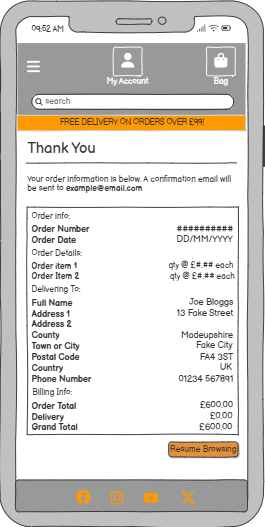 09:52 AM
My Account
Bag
search
FREE DELIVERY ON ORDERS OVER £99!
Thank You
Your order information is below. A confirmation email will
be sent to example@email.com
Order info:
Order Number ##########
Order Date DD/MM/YYYY
Order Details:
Order item 1 qty @ £#.## each
Order Item 2 qty @ £#.## each
Delivering To:
Full Name Joe Bloggs
Address 1 13 Fake Street
Address 2
County Madeupshire
Town or City Fake City
Postal Code FA4 3ST
Country UK
Phone Number 01234 567891
Billing Info:
Order Total £600.00
Delivery £0.00
Grand Total £600.00
Resume Browsing